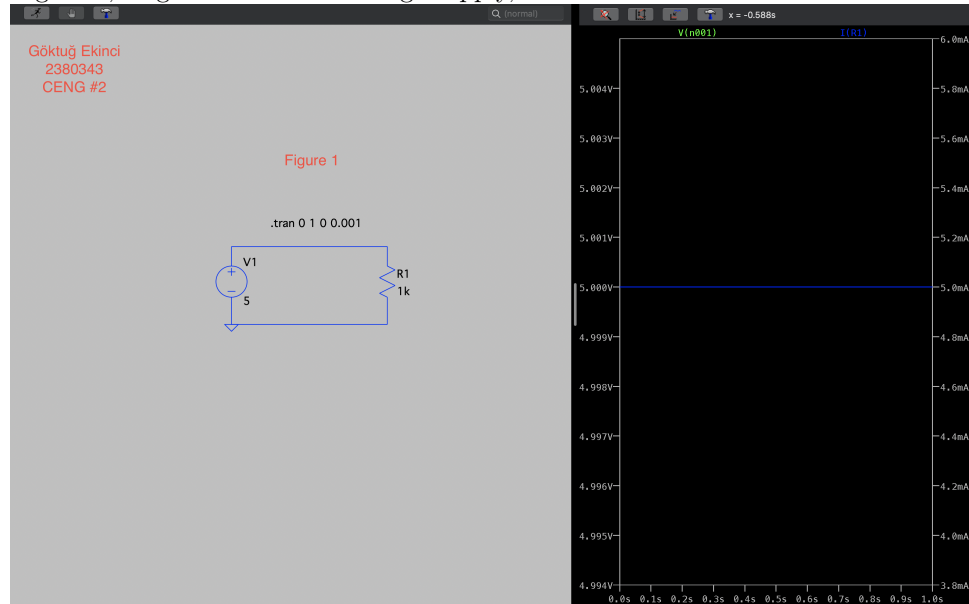 (normal)
x = -0.588s
Göktuğ Ekinci
2380343
CENG #2
Figure 1
.tran 0 1 0 0.001
V1
5
R1
1k
V(n001)
I(R1)
5.004V
5.003V
5.002V
5.001V
5.000V
4.999V
4.998V
4.997V
4.996V
4.995V
4.994V
6.0mA
5.8mA
5.6mA
5.4mA
5.2mA
5.0mA
4.8mA
4.6mA
4.4mA
4.2mA
4.0mA
3.8mA
0.0s 0.1s 0.2s 0.3s 0.4s 0.5s 0.6s 0.7s 0.8s 0.9s 1.0s